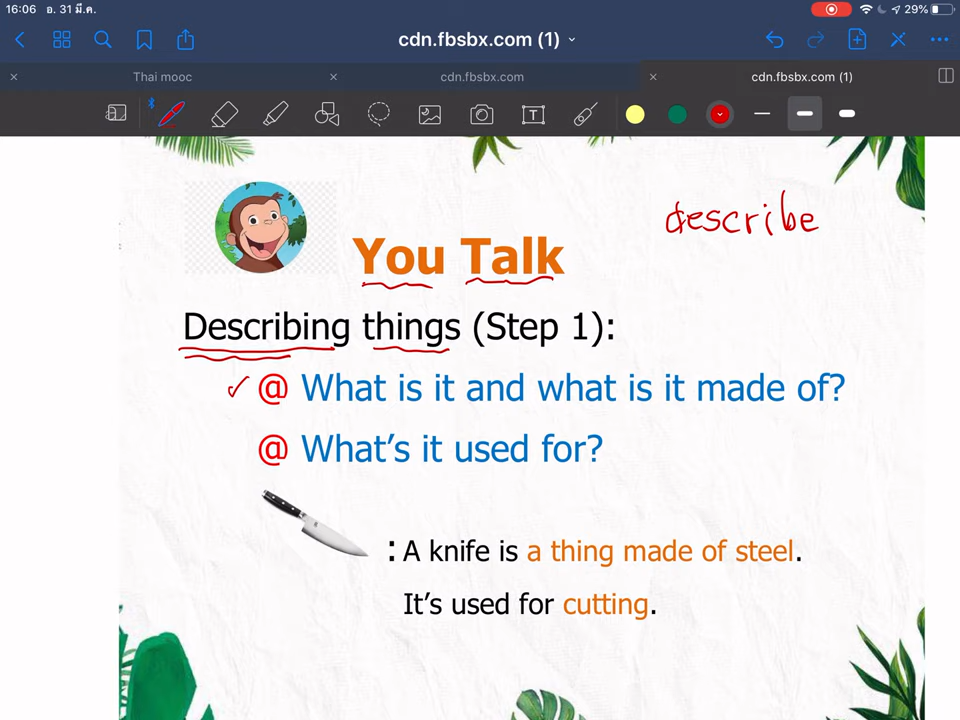 16:06 อ. 31 มี.ค. 29%
cdn.fbsbx.com (1)
Thai mooc cdn.fbsbx.com cdn.fbsbx.com (1)
describe
You Talk
Describing things (Step 1):
@ What is it and what is it made of?
@ What's it used for?
: A knife is a thing made of steel.
It's used for cutting.